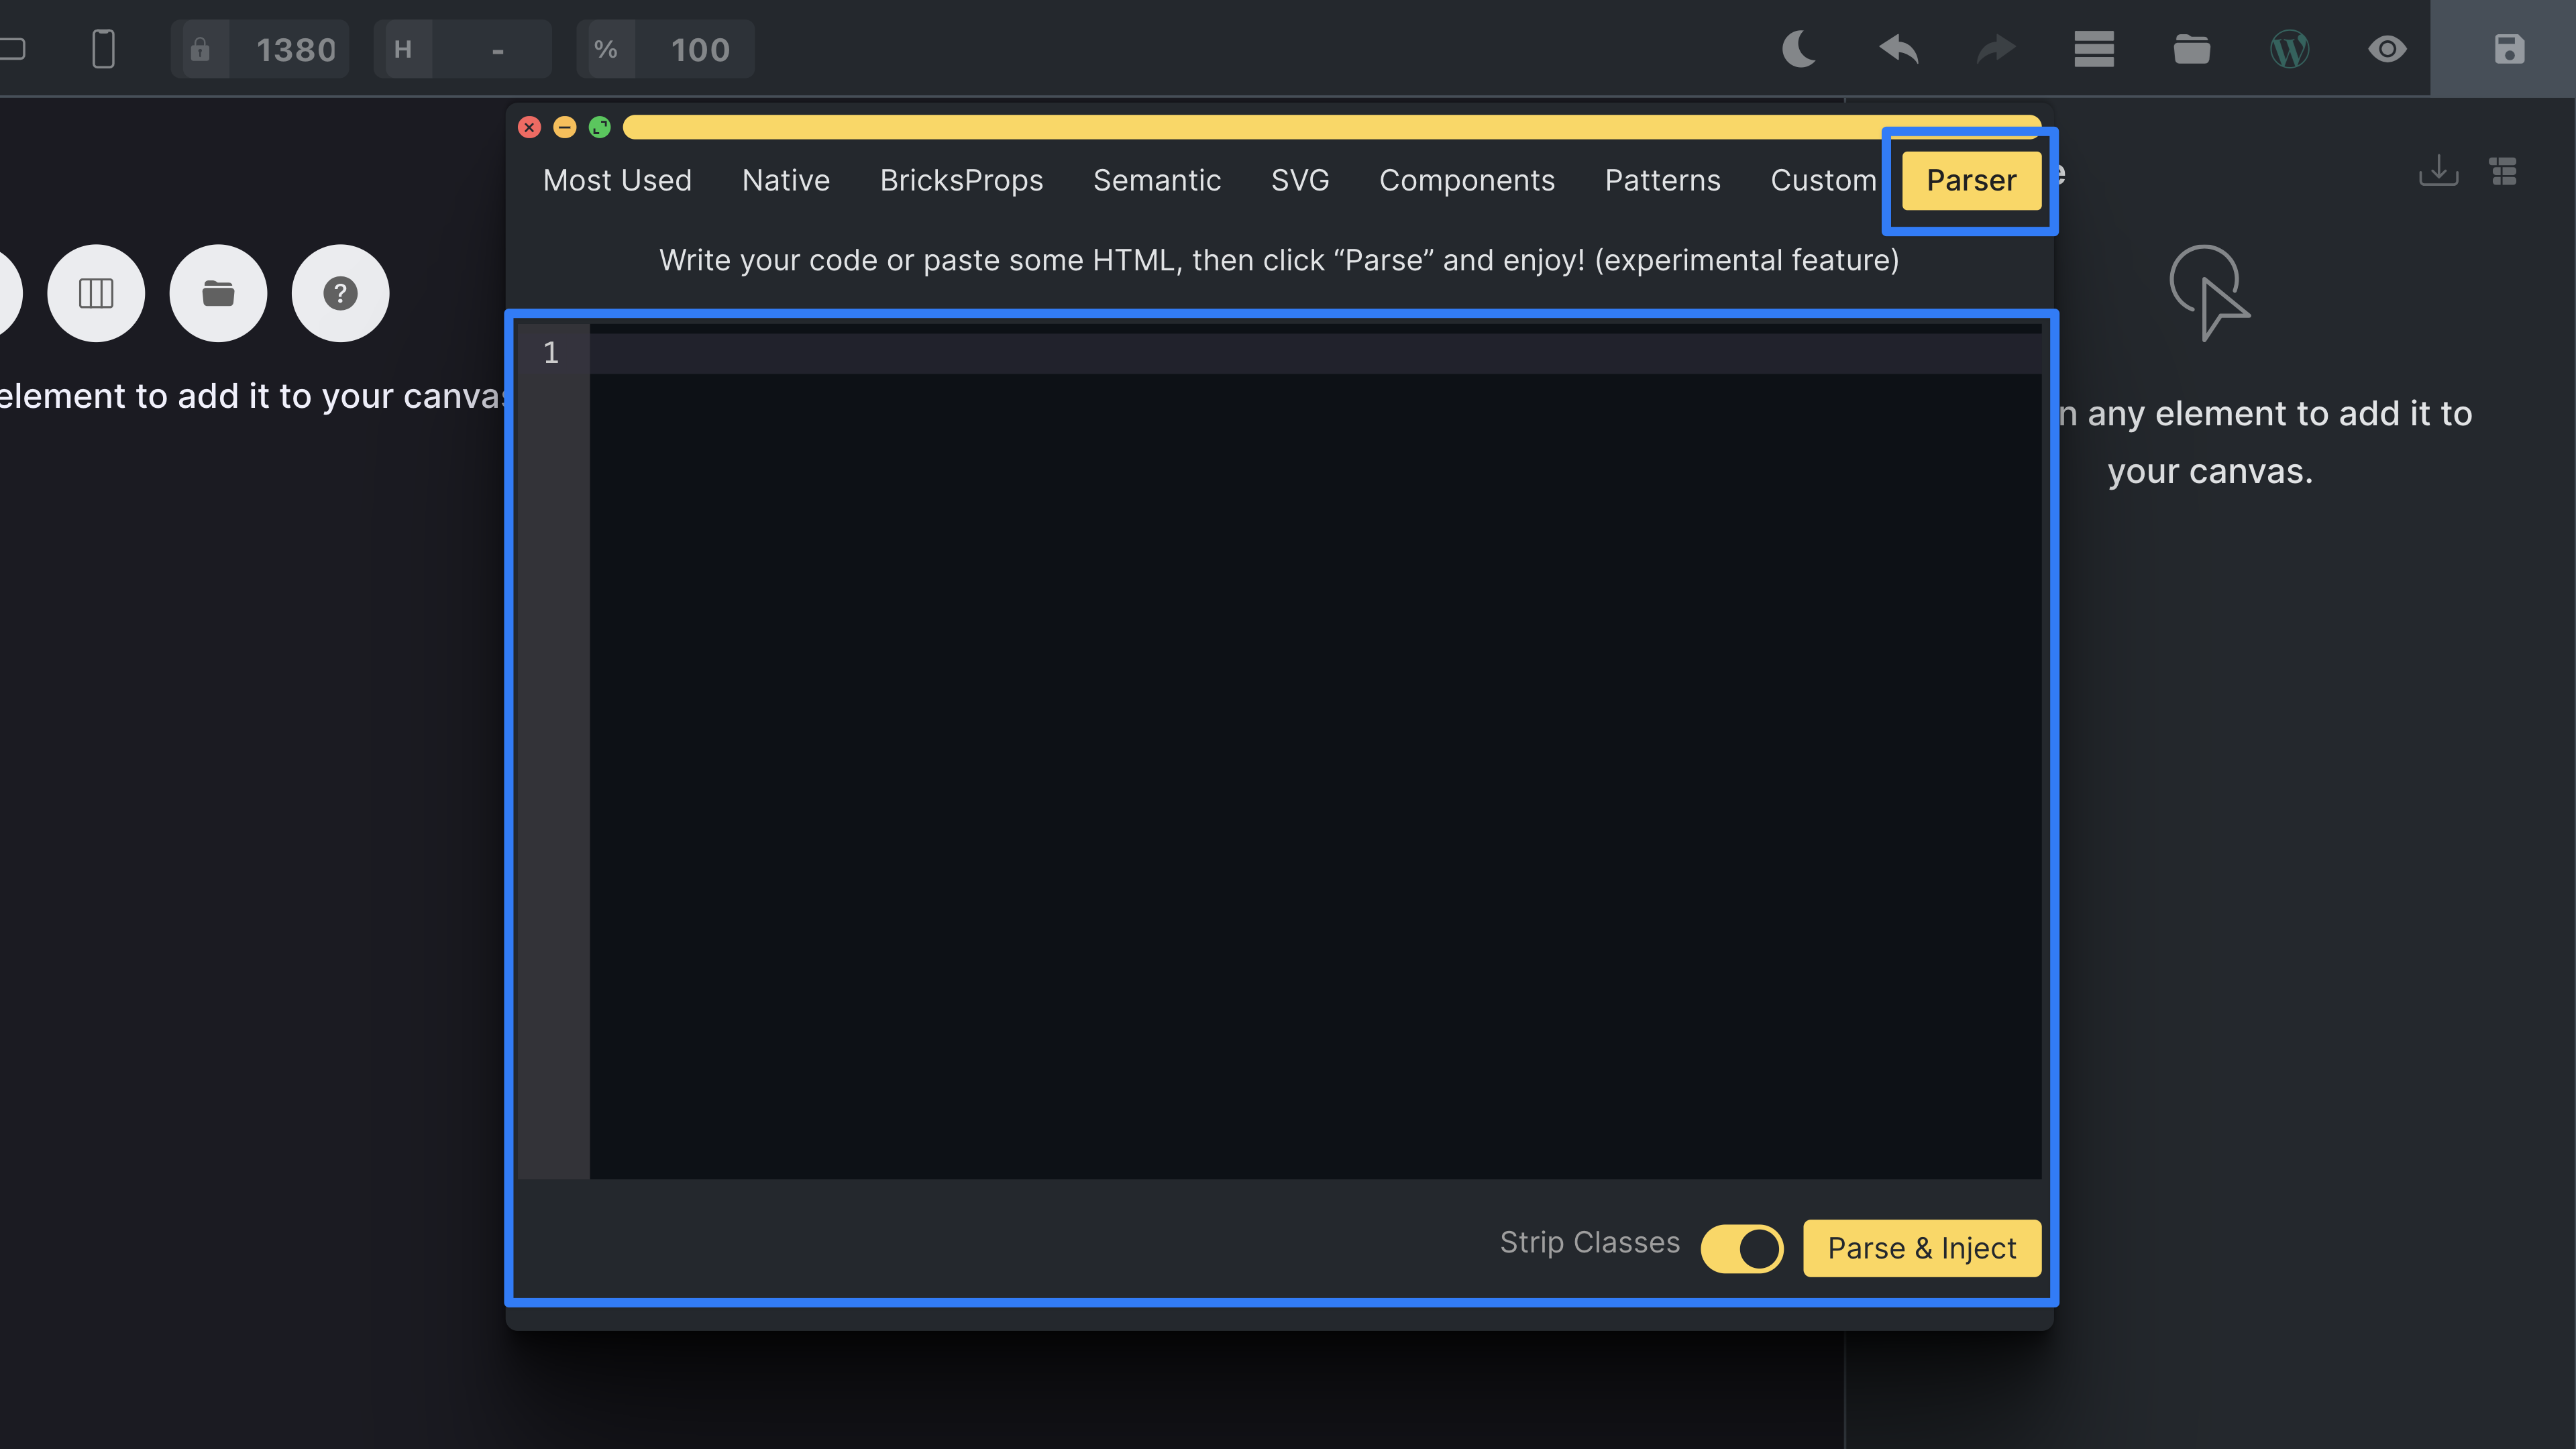 1380 H - % 100
Most Used Native BricksProps Semantic SVG Components Patterns Custom Parser
Write your code or paste some HTML, then click “Parse” and enjoy! (experimental feature)
1
?
element to add it to your canvas
n any element to add it to
your canvas.
Strip Classes Parse & Inject